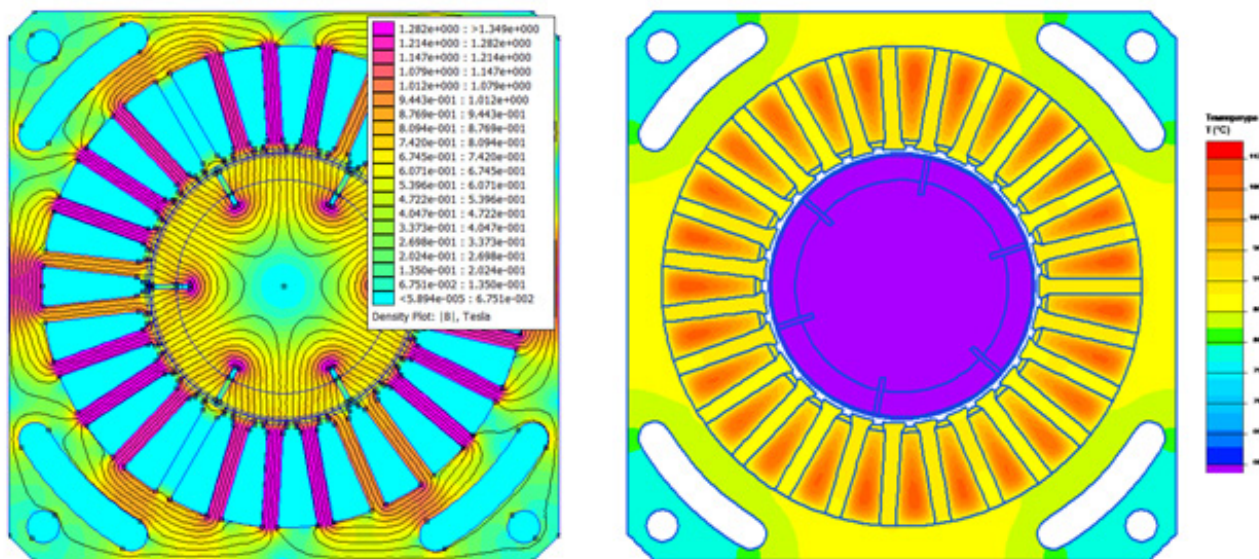 1.282e+000 : >1.349e+000
1.214e+000 : 1.282e+000
1.147e+000 : 1.214e+000
1.079e+000 : 1.147e+000
1.012e+000 : 1.079e+000
9.443e-001 : 1.012e+000
8.769e-001 : 9.443e-001
8.094e-001 : 8.769e-001
7.420e-001 : 8.094e-001
6.745e-001 : 7.420e-001
6.071e-001 : 6.745e-001
5.396e-001 : 6.071e-001
4.722e-001 : 5.396e-001
4.047e-001 : 4.722e-001
3.373e-001 : 4.047e-001
2.698e-001 : 3.373e-001
2.024e-001 : 2.698e-001
1.350e-001 : 2.024e-001
6.751e-002 : 1.350e-001
<5.894e-005 : 6.751e-002
Density Plot: |B|, Tesla
Температура
T (°C)